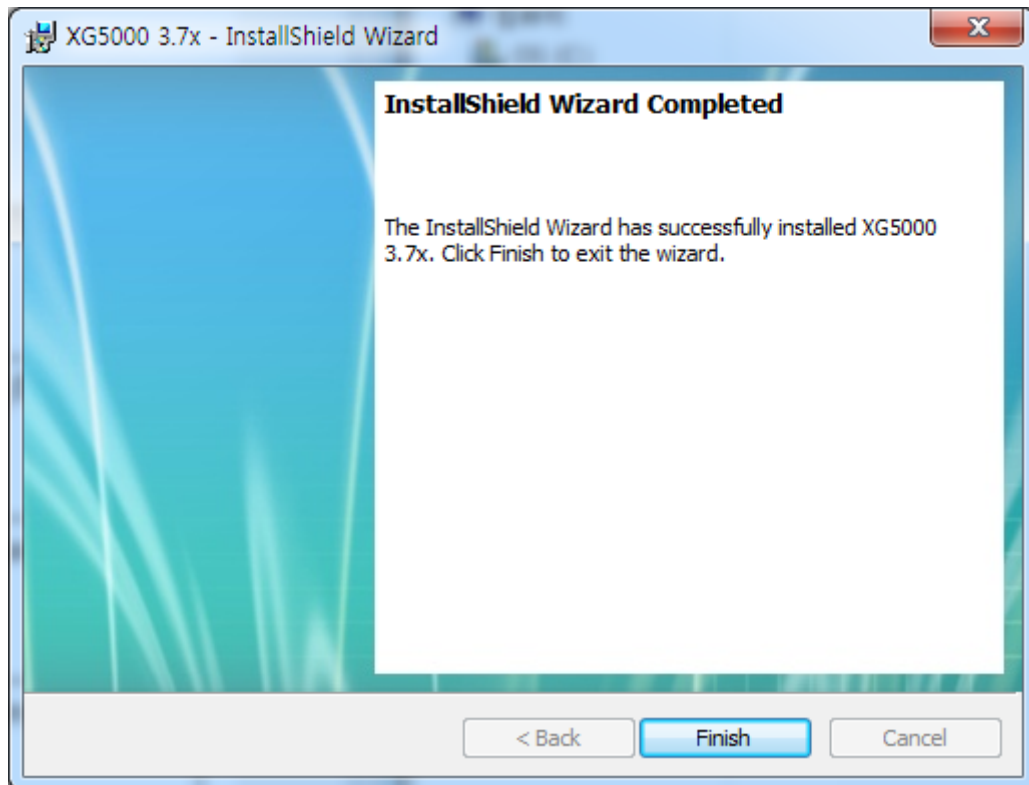 XG5000 3.7x - InstallShield Wizard
InstallShield Wizard Completed
The InstallShield Wizard has successfully installed XG5000
3.7x. Click Finish to exit the wizard.
< Back
Finish
Cancel